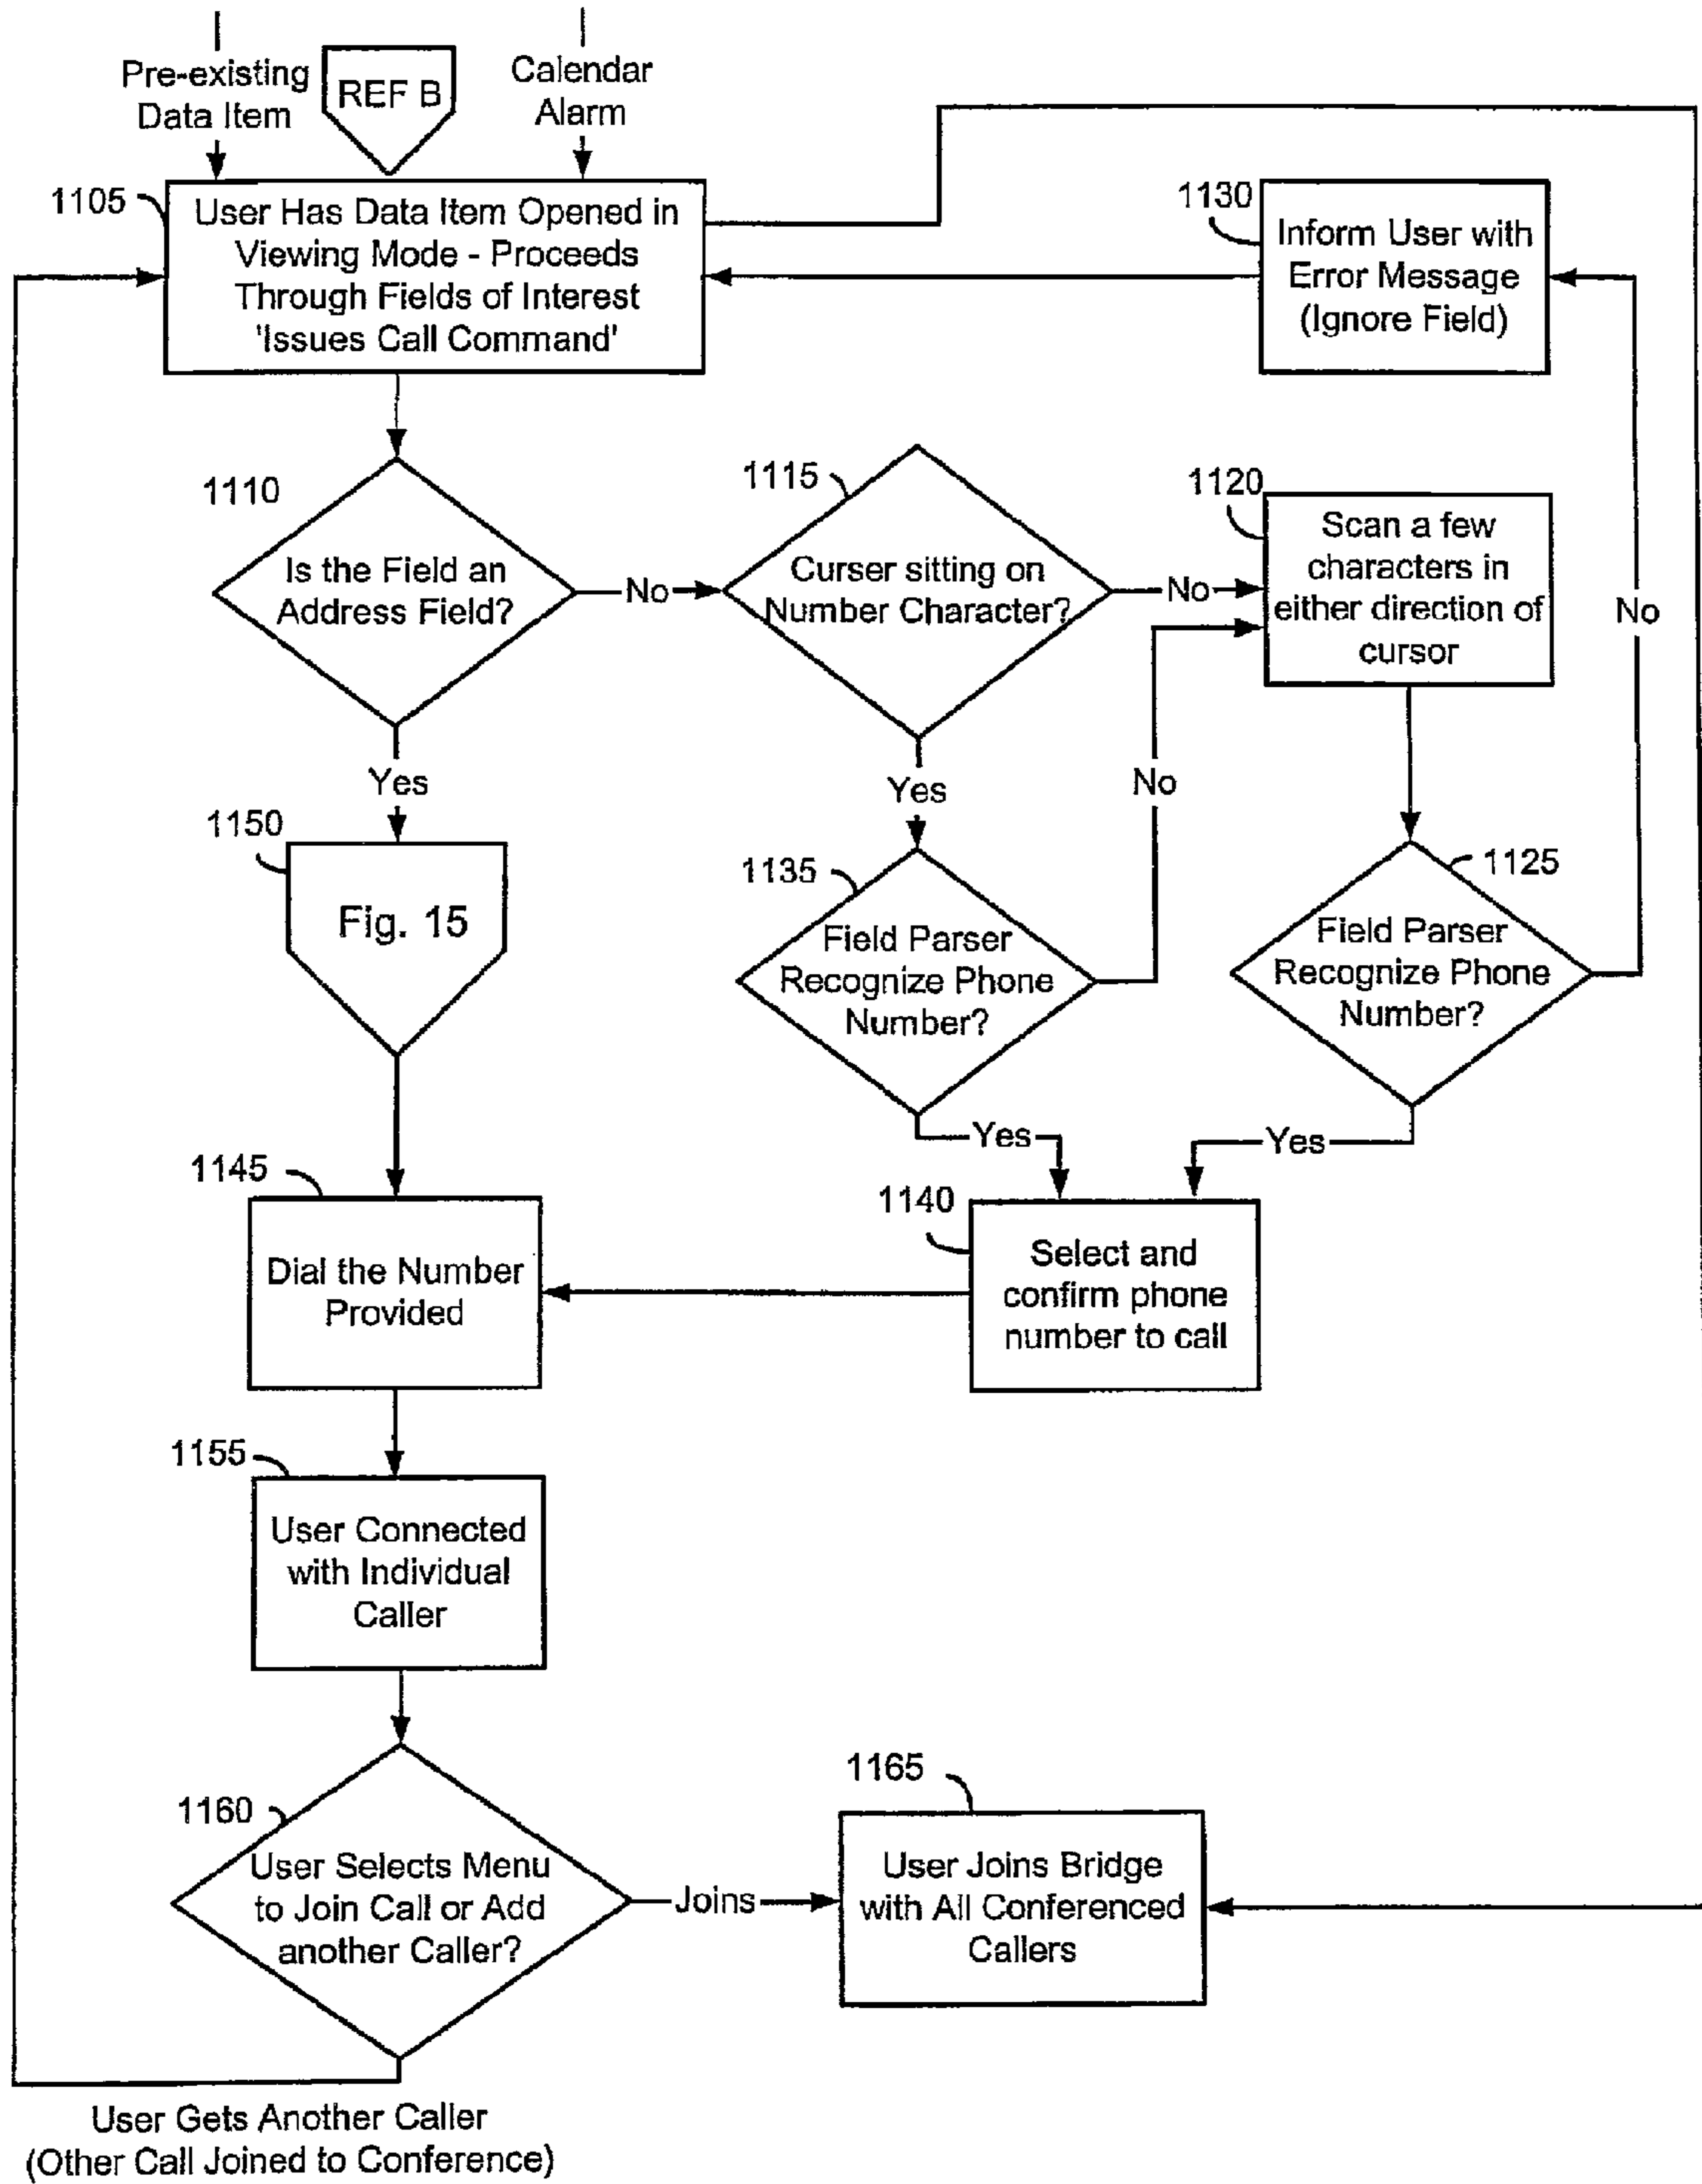 Pre-existing
Data Item
REF B
Calendar
Alarm
1105
User Has Data Item Opened in
Viewing Mode - Proceeds
Through Fields of Interest
'Issues Call Command'
1130
Inform User with
Error Message
(Ignore Field)
1110
Is the Field an
Address Field?
No
1115
Curser sitting on
Number Character?
No
1120
Scan a few
characters in
either direction of
cursor
No
Yes
Yes
No
1150
Fig. 15
1135
Field Parser
Recognize Phone
Number?
1125
Field Parser
Recognize Phone
Number?
Yes
Yes
1145
Dial the Number
Provided
1140
Select and
confirm phone
number to call
1155
User Connected
with Individual
Caller
1160
User Selects Menu
to Join Call or Add
another Caller?
Joins
1165
User Joins Bridge
with All Conferenced
Callers
User Gets Another Caller
(Other Call Joined to Conference)